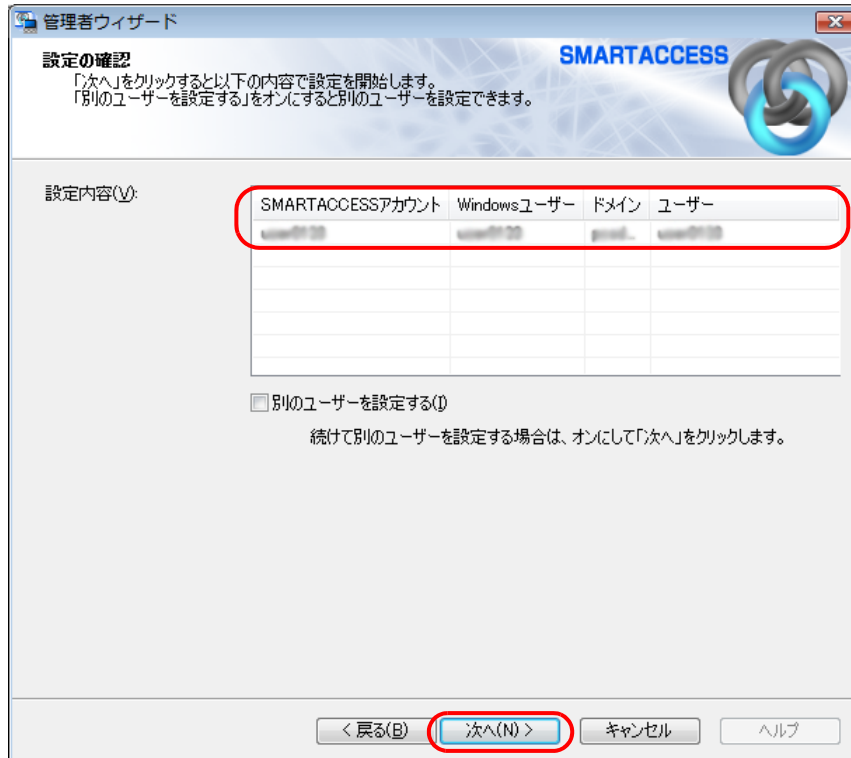 管理者ウィザード
設定の確認
「次へ」をクリックすると以下の内容で設定を開始します。
「別のユーザーを設定する」をオンにすると別のユーザーを設定できます。
SMARTACCESS
設定内容(V):
SMARTACCESSアカウント Windowsユーザー ドメイン ユーザー
別のユーザーを設定する(I)
続けて別のユーザーを設定する場合は、オンにして「次へ」をクリックします。
< 戻る(B) 次へ(N) > キャンセル ヘルプ